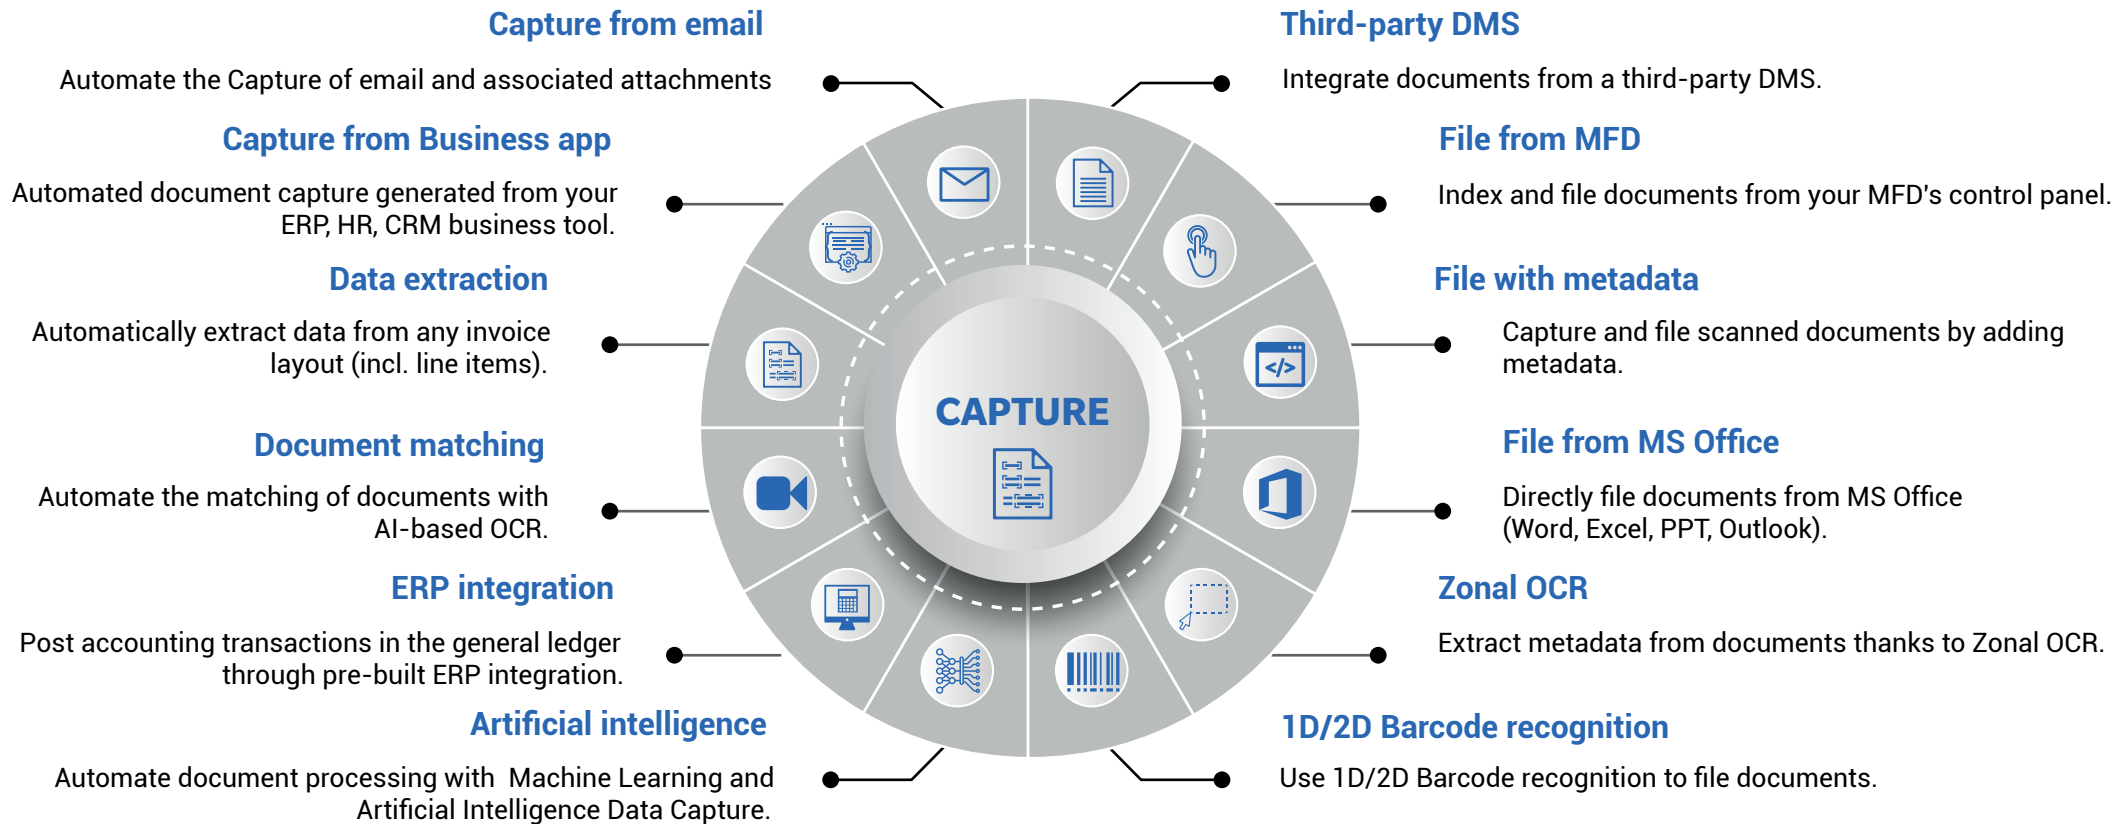 Capture from email
Automate the Capture of email and associated attachments
Capture from Business app
Automated document capture generated from your
ERP, HR, CRM business tool.
Data extraction
Automatically extract data from any invoice
layout (incl. line items).
Document matching
Automate the matching of documents with
AI-based OCR.
ERP integration
Post accounting transactions in the general ledger
through pre-built ERP integration.
Artificial intelligence
Automate document processing with  Machine Learning and
Artificial Intelligence Data Capture.
CAPTURE
Third-party DMS
Integrate documents from a third-party DMS.
File from MFD
Index and file documents from your MFD's control panel.
File with metadata
Capture and file scanned documents by adding
metadata.
</>
File from MS Office
Directly file documents from MS Office
(Word, Excel, PPT, Outlook).
Zonal OCR
Extract metadata from documents thanks to Zonal OCR.
1D/2D Barcode recognition
Use 1D/2D Barcode recognition to file documents.